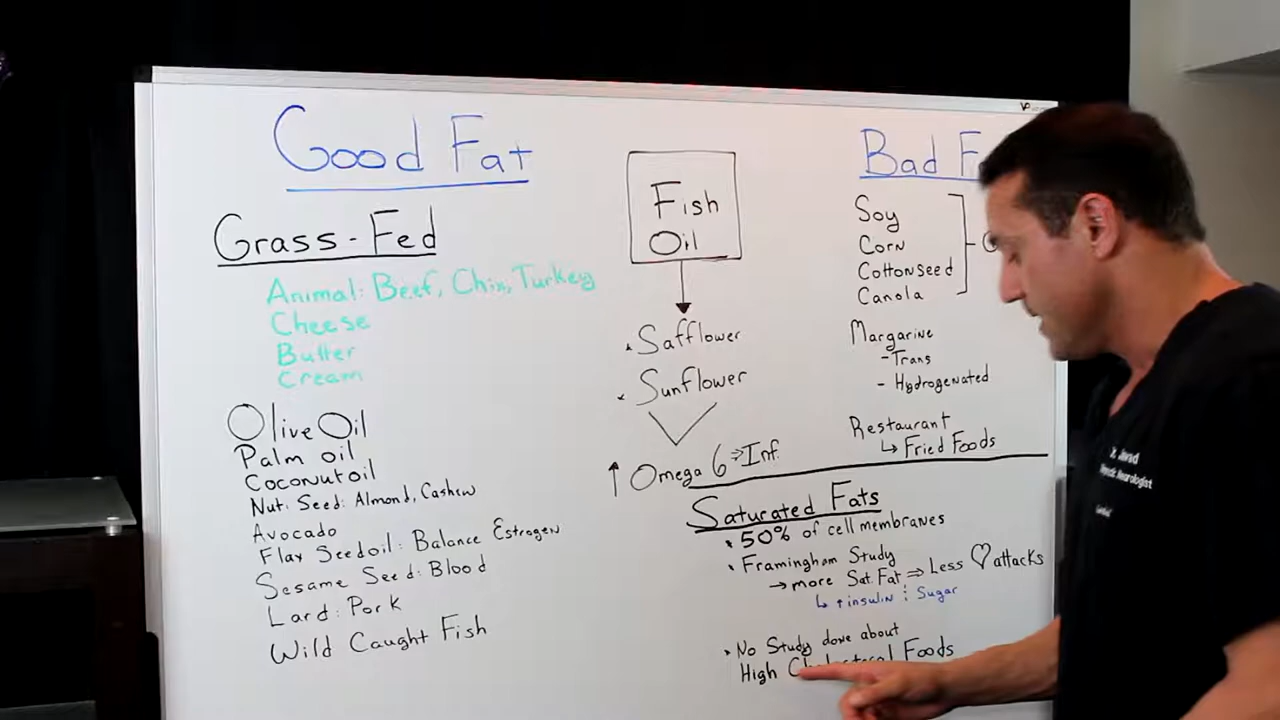 Good Fat
Grass-Fed
Animal: Beef, Chix, Turkey
Cheese
Butter
Cream
Olive Oil
Palm oil
Coconut oil
Nut: Seed: Almond, Cashew
Avocado
Flax Seed oil: Balance Estrogen
Sesame Seed: Blood
Lard: Pork
Wild Caught Fish
Fish
Oil
Safflower
Sunflower
↑ Omega 6 ⇒ Inf.
Bad F
Soy
Corn
Cottonseed
Canola
Margarine
- Trans
- Hydrogenated
Restaurant
↳ Fried Foods
Saturated Fats
50% of cell membranes
Framingham Study
→ more Sat. Fat ⇒ Less ♡ attacks
↳ ↑ insulin : Sugar
No Study done about
High Foods
Neurologist